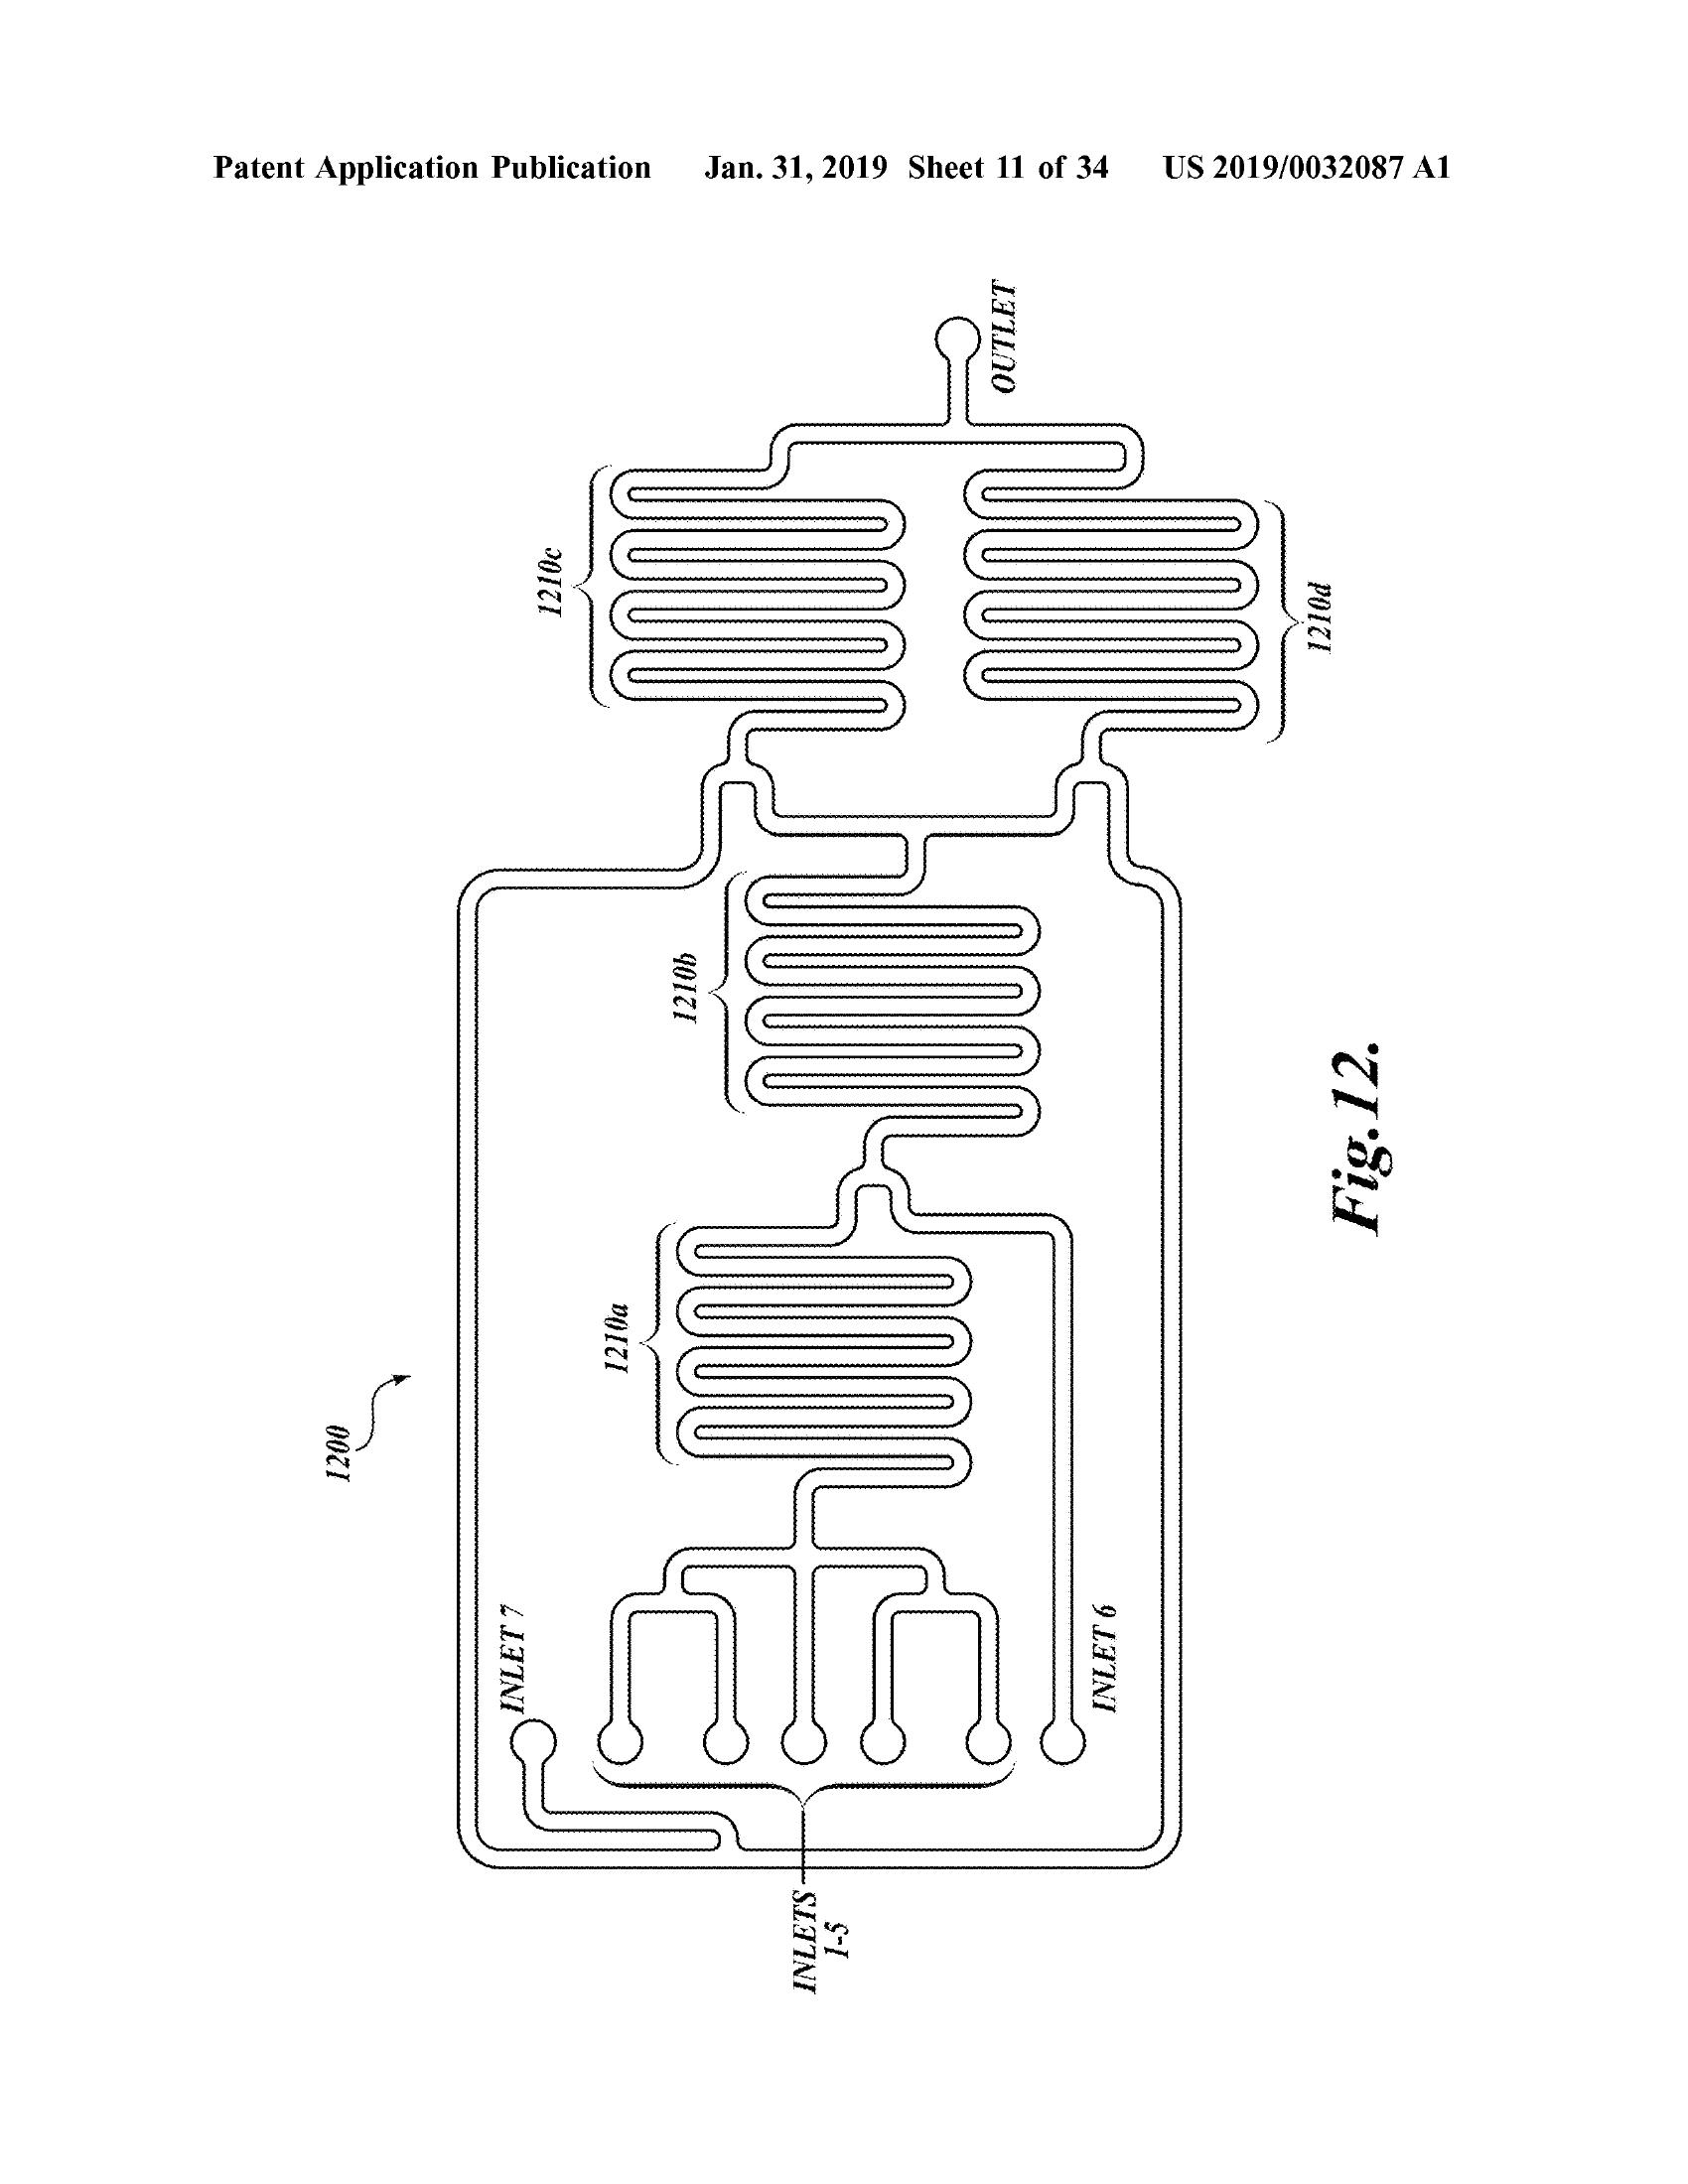 Patent Application Publication Jan. 31, 2019 Sheet 11 of 34 US 2019/0032087 A1
1200
INLET 7
INLETS
1-5
INLET 6
1210a
1210b
1210c
1210d
OUTLET
Fig.12.